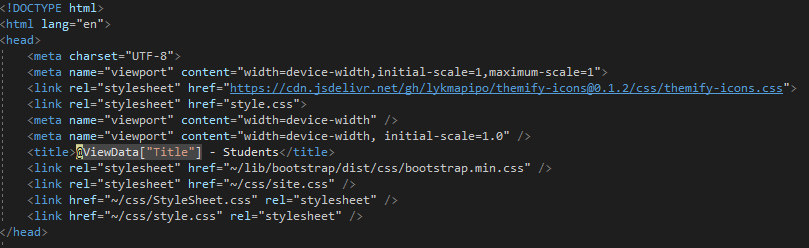 <!DOCTYPE html>
<html lang="en">
<head>
<meta charset="UTF-8">
<meta name="viewport" content="width=device-width,initial-scale=1,maximum-scale=1">
<link rel="stylesheet" href="https://cdn.jsdelivr.net/gh/lykmapipo/themify-icons@0.1.2/css/themify-icons.css">
<link rel="stylesheet" href="style.css">
<meta name="viewport" content="width=device-width" />
<meta name="viewport" content="width=device-width, initial-scale=1.0" />
<title>@ViewData["Title"] - Students</title>
<link rel="stylesheet" href="~/lib/bootstrap/dist/css/bootstrap.min.css" />
<link rel="stylesheet" href="~/css/site.css" />
<link href="~/css/StyleSheet.css" rel="stylesheet" />
<link href="~/css/style.css" rel="stylesheet" />
</head>